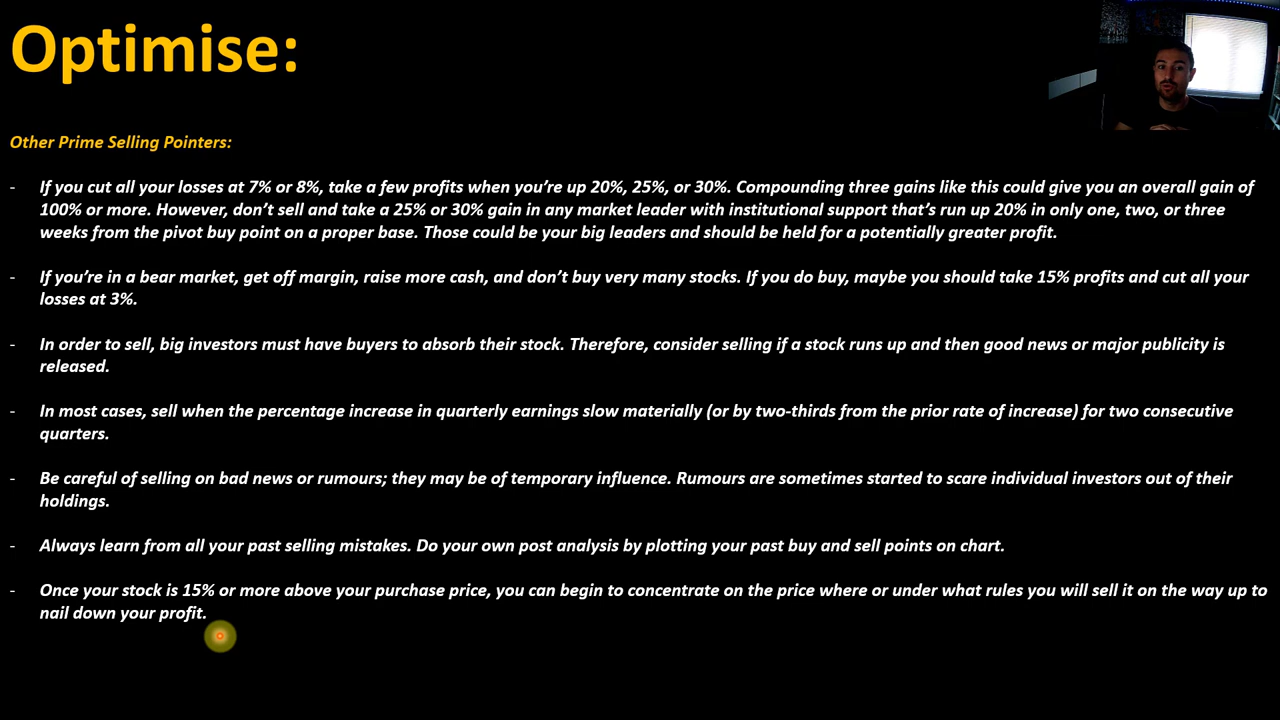 Optimise:
Other Prime Selling Pointers:
- If you cut all your losses at 7% or 8%, take a few profits when you're up 20%, 25%, or 30%. Compounding three gains like this could give you an overall gain of
100% or more. However, don't sell and take a 25% or 30% gain in any market leader with institutional support that's run up 20% in only one, two, or three
weeks from the pivot buy point on a proper base. Those could be your big leaders and should be held for a potentially greater profit.
- If you're in a bear market, get off margin, raise more cash, and don't buy very many stocks. If you do buy, maybe you should take 15% profits and cut all your
losses at 3%.
- In order to sell, big investors must have buyers to absorb their stock. Therefore, consider selling if a stock runs up and then good news or major publicity is
released.
- In most cases, sell when the percentage increase in quarterly earnings slow materially (or by two-thirds from the prior rate of increase) for two consecutive
quarters.
- Be careful of selling on bad news or rumours; they may be of temporary influence. Rumours are sometimes started to scare individual investors out of their
holdings.
- Always learn from all your past selling mistakes. Do your own post analysis by plotting your past buy and sell points on chart.
- Once your stock is 15% or more above your purchase price, you can begin to concentrate on the price where or under what rules you will sell it on the way up to
nail down your profit.